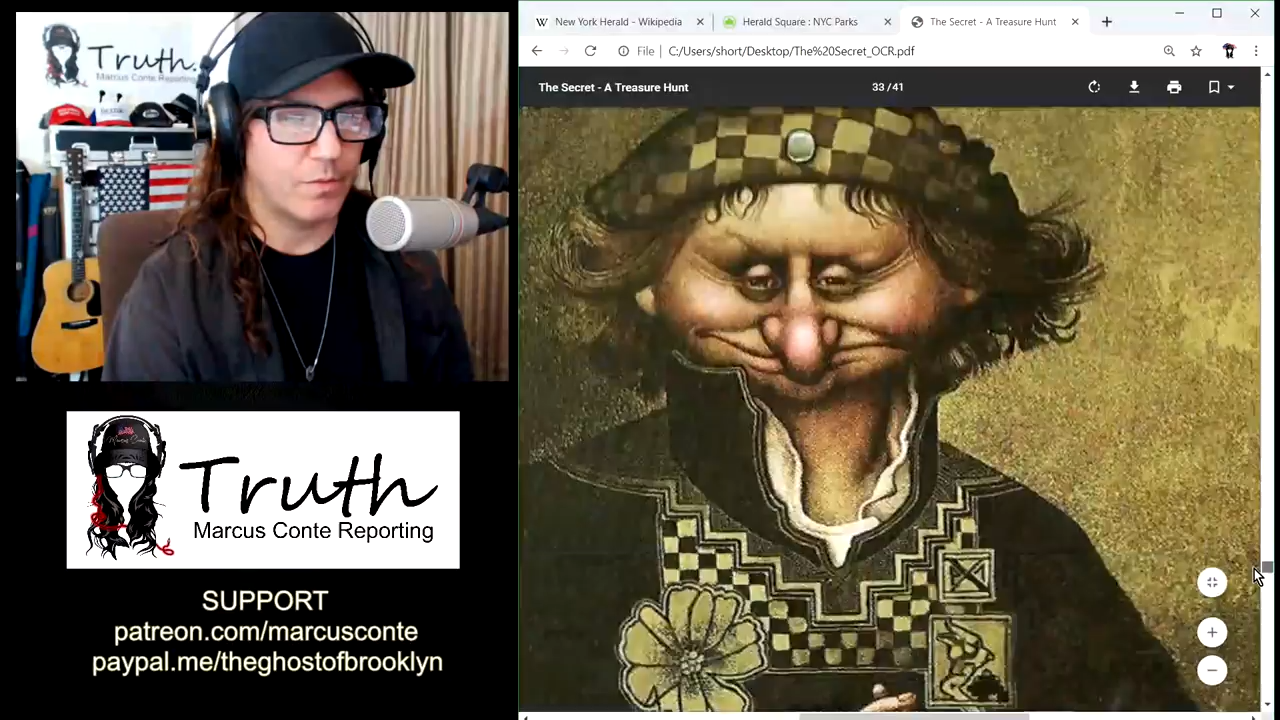 Truth.
Marcus Conte Reporting
Truth
Marcus Conte Reporting
SUPPORT
patreon.com/marcusconte
paypal.me/theghostofbrooklyn
New York Herald - Wikipedia
Herald Square : NYC Parks
The Secret - A Treasure Hunt
File
C:/Users/short/Desktop/The%20Secret_OCR.pdf
The Secret - A Treasure Hunt
33 / 41